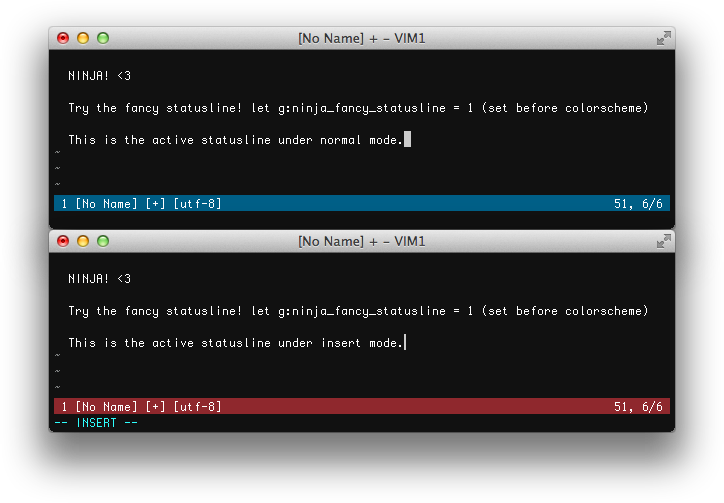 [No Name] + – VIM1
NINJA! <3
Try the fancy statusline! let g:ninja_fancy_statusline = 1 (set before colorscheme)
This is the active statusline under normal mode.
~
~
~
1 [No Name] [+] [utf-8] 51, 6/6
[No Name] + – VIM1
NINJA! <3
Try the fancy statusline! let g:ninja_fancy_statusline = 1 (set before colorscheme)
This is the active statusline under insert mode.
~
~
~
1 [No Name] [+] [utf-8] 51, 6/6
-- INSERT --